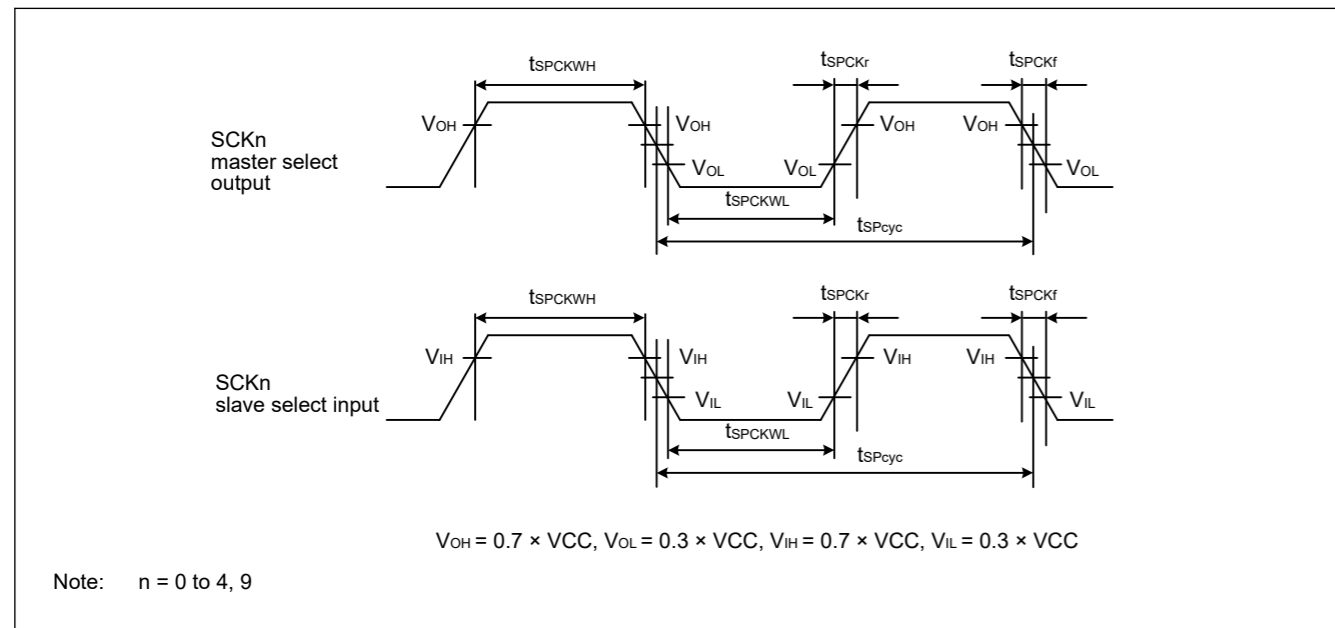 tSPCKWH
tSPCKr
tSPCKf
VOH
VOH
VOH
VOH
SCKn
master select
output
VOL
VOL
VOL
tSPCKWL
tSPcyc
tSPCKWH
tSPCKr
tSPCKf
VIH
VIH
VIH
VIH
SCKn
slave select input
VIL
VIL
VIL
tSPCKWL
tSPcyc
VOH = 0.7 × VCC, VOL = 0.3 × VCC, VIH = 0.7 × VCC, VIL = 0.3 × VCC
Note: n = 0 to 4, 9